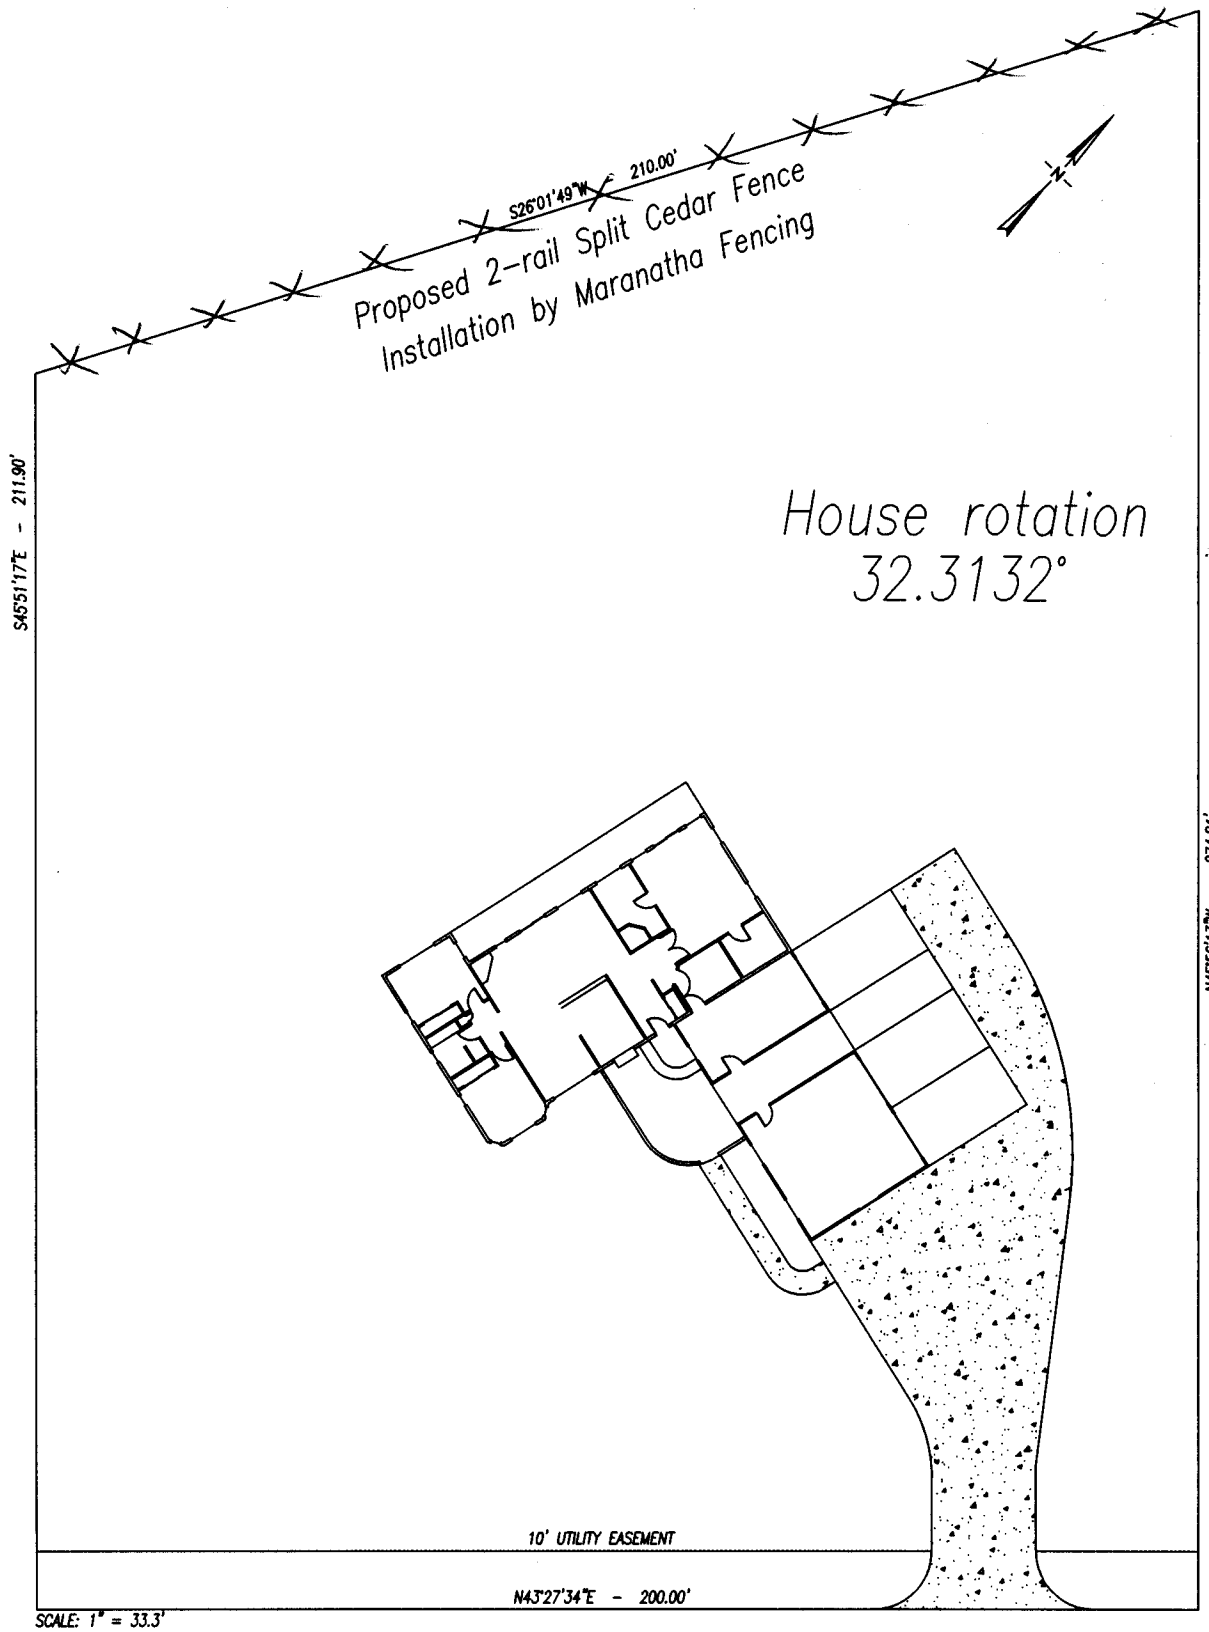 S26°01'49"W - 210.00'
Proposed 2-rail Split Cedar Fence
Installation by Maranatha Fencing
N
S45°51'17"E - 211.90'
House rotation
32.3132°
10' UTILITY EASEMENT
N43°27'34"E - 200.00'
SCALE: 1" = 33.3'